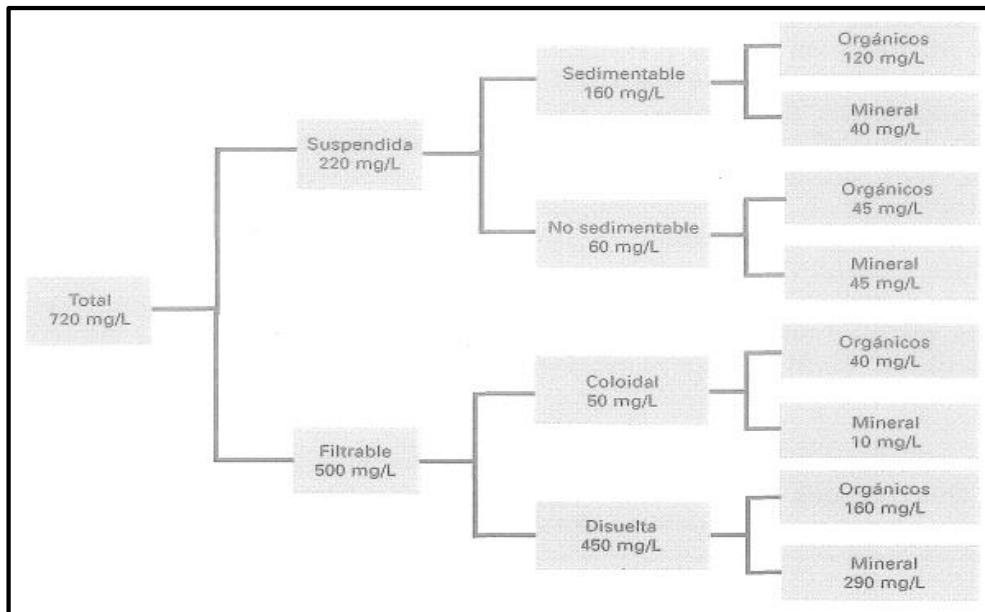 Total
720 mg/L
Suspendida
220 mg/L
Filtrable
500 mg/L
Sedimentable
160 mg/L
No sedimentable
60 mg/L
Coloidal
50 mg/L
Disuelta
450 mg/L
Orgánicos
120 mg/L
Mineral
40 mg/L
Orgánicos
45 mg/L
Mineral
45 mg/L
Orgánicos
40 mg/L
Mineral
10 mg/L
Orgánicos
160 mg/L
Mineral
290 mg/L